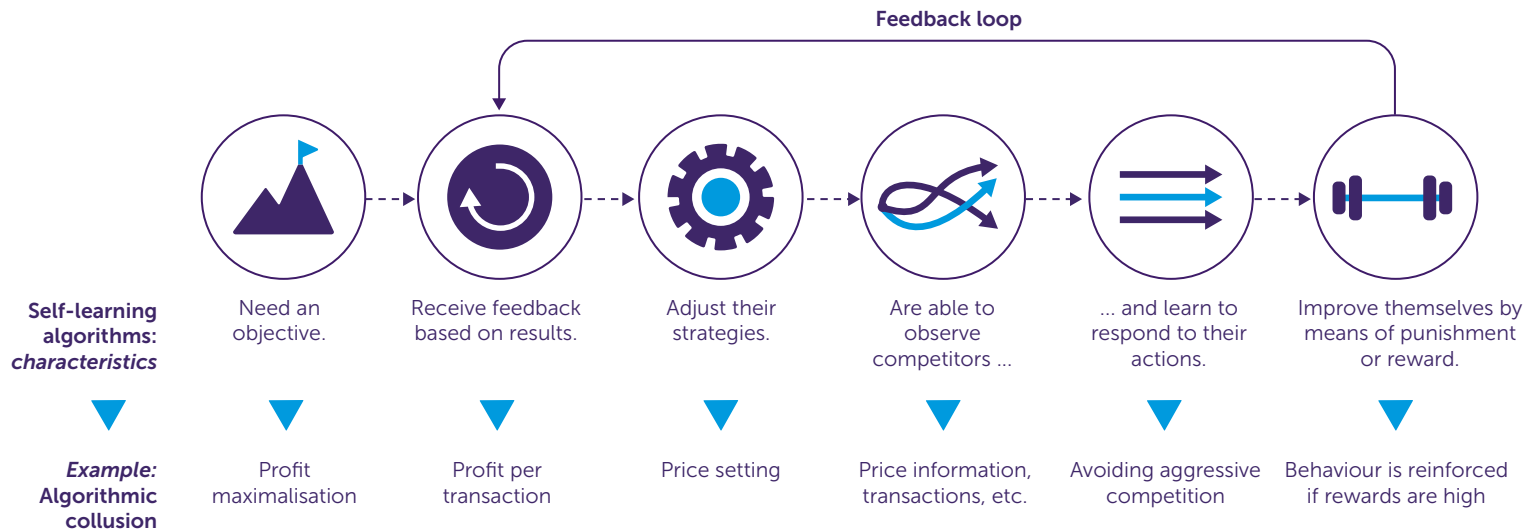 Feedback loop
Self-learning
algorithms:
characteristics
Need an
objective.
Receive feedback
based on results.
Adjust their
strategies.
Are able to
observe
competitors ...
... and learn to
respond to their
actions.
Improve themselves by
means of punishment
or reward.
Example:
Algorithmic
collusion
Profit
maximalisation
Profit per
transaction
Price setting
Price information,
transactions, etc.
Avoiding aggressive
competition
Behaviour is reinforced
if rewards are high